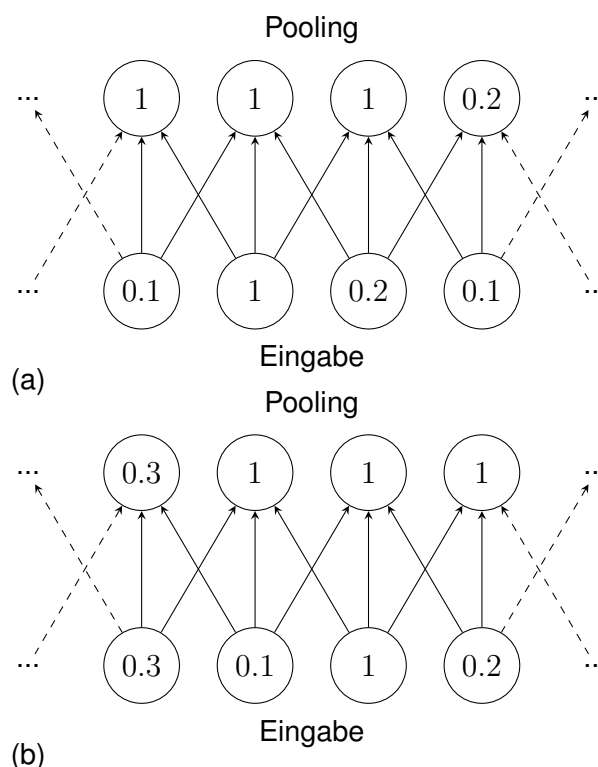 Pooling
... 1 1 1 0.2 ..
... 0.1 1 0.2 0.1 ..
Eingabe
(a)
Pooling
... 0.3 1 1 1 ..
... 0.3 0.1 1 0.2 ..
Eingabe
(b)